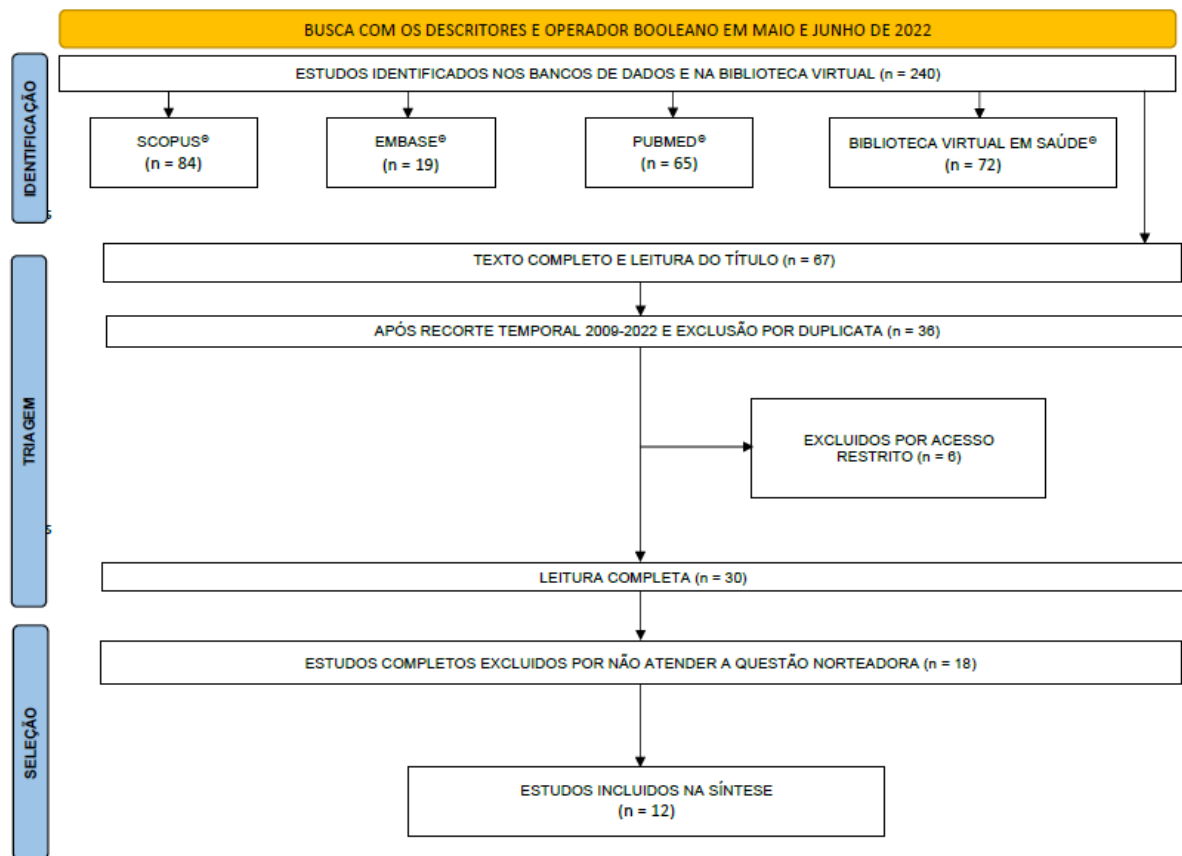 BUSCA COM OS DESCRITORES E OPERADOR BOOLEANO EM MAIO E JUNHO DE 2022
IDENTIFICAÇÃO
ESTUDOS IDENTIFICADOS NOS BANCOS DE DADOS E NA BIBLIOTECA VIRTUAL (n = 240)
SCOPUS®
(n = 84)
EMBASE®
(n = 19)
PUBMED®
(n = 65)
BIBLIOTECA VIRTUAL EM SAÚDE®
(n = 72)
s
TRIAGEM
TEXTO COMPLETO E LEITURA DO TÍTULO (n = 67)
APÓS RECORTE TEMPORAL 2009-2022 E EXCLUSÃO POR DUPLICATA (n = 36)
EXCLUIDOS POR ACESSO
RESTRITO (n = 6)
s
LEITURA COMPLETA (n = 30)
SELEÇÃO
ESTUDOS COMPLETOS EXCLUIDOS POR NÃO ATENDER A QUESTÃO NORTEADORA (n = 18)
ESTUDOS INCLUIDOS NA SÍNTESE
(n = 12)